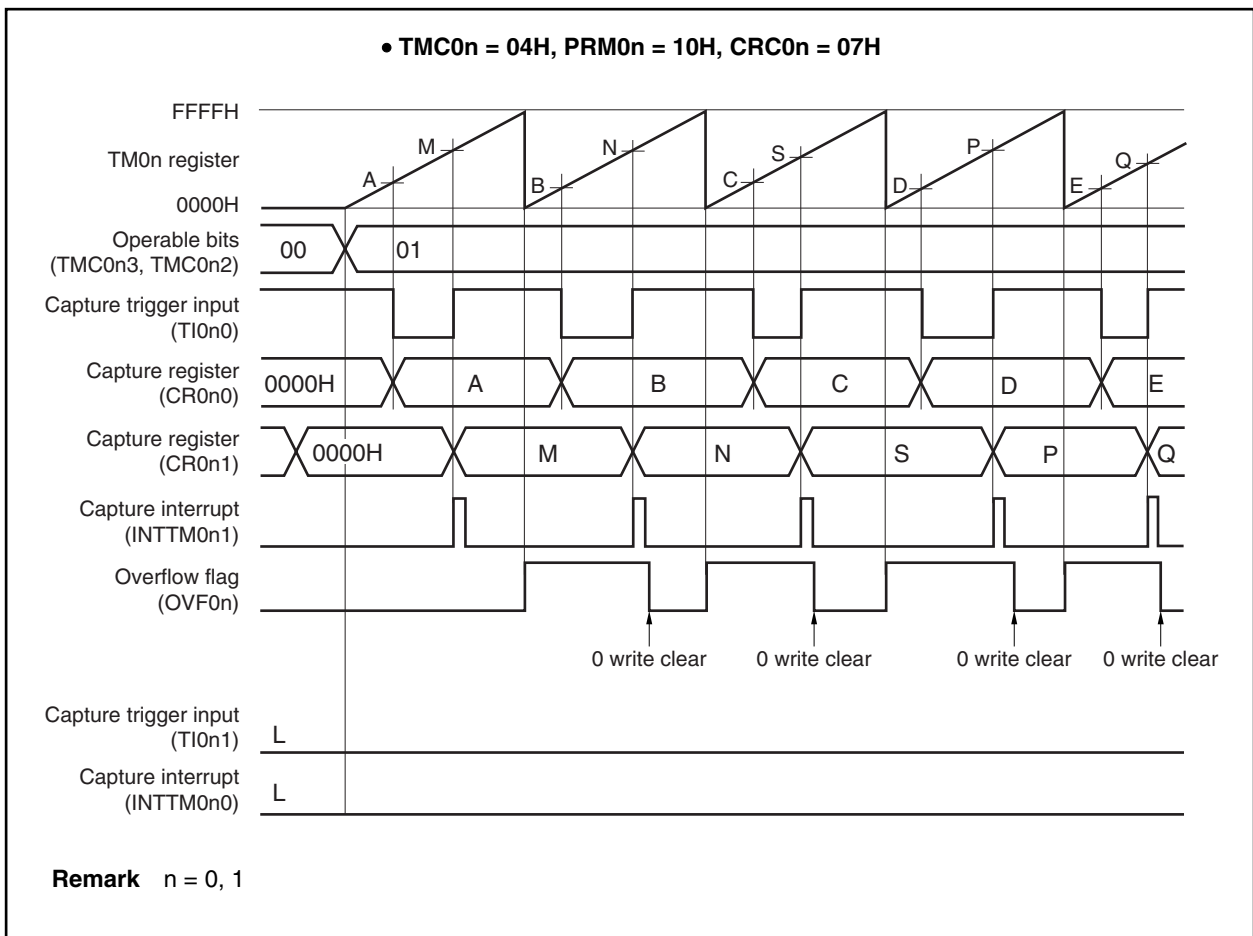 • TMC0n = 04H, PRM0n = 10H, CRC0n = 07H
FFFFH
TM0n register
0000H
A
M
B
N
C
S
D
P
E
Q
Operable bits
(TMC0n3, TMC0n2)
00
01
Capture trigger input
(TI0n0)
Capture register
(CR0n0)
0000H
A
B
C
D
E
Capture register
(CR0n1)
0000H
M
N
S
P
Q
Capture interrupt
(INTTM0n1)
Overflow flag
(OVF0n)
0 write clear
0 write clear
0 write clear
0 write clear
Capture trigger input
(TI0n1)
L
Capture interrupt
(INTTM0n0)
L
Remark n = 0, 1